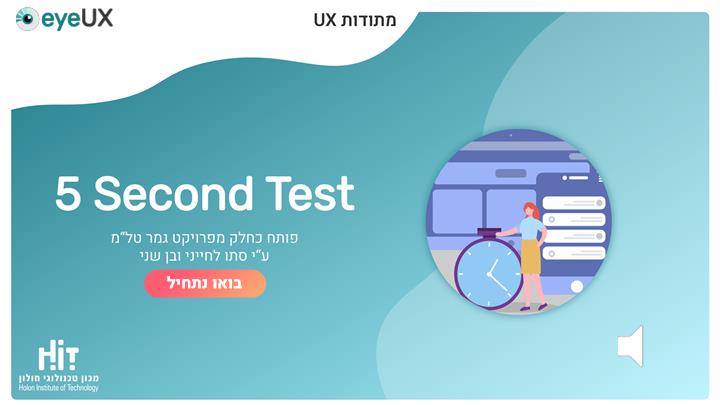 eyeUX
מתודות UX
5 Second Test
פותח כחלק מפרויקט גמר טל"מ
ע"י סתו לחייני ובן שני
בואו נתחיל
HiT
מכון טכנולוגי חולון
Holon Institute of Technology